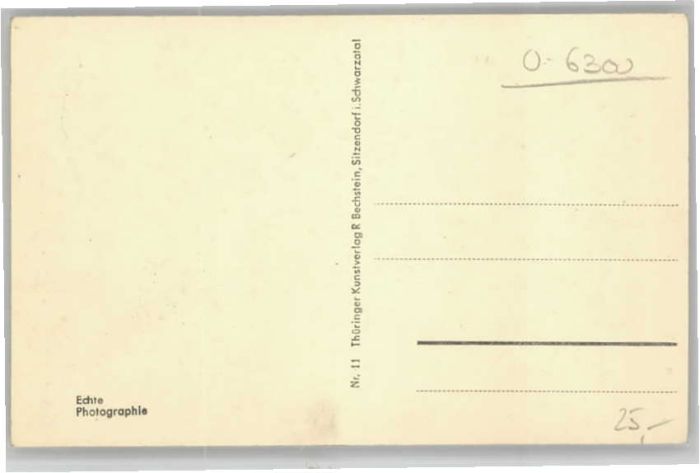 O-6300
Nr. 11 Thüringer Kunstverlag R. Bechstein, Sitzendorf i. Schwarzatal
Echte
Photographie
25,-